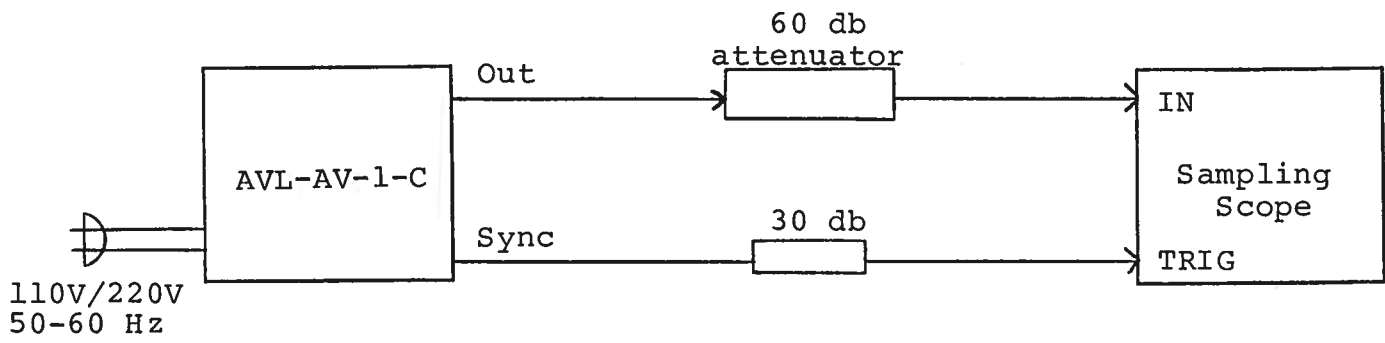 60 db
attenuator
Out
IN
AVL-AV-1-C
Sampling
Scope
30 db
Sync
TRIG
110V/220V
50-60 Hz